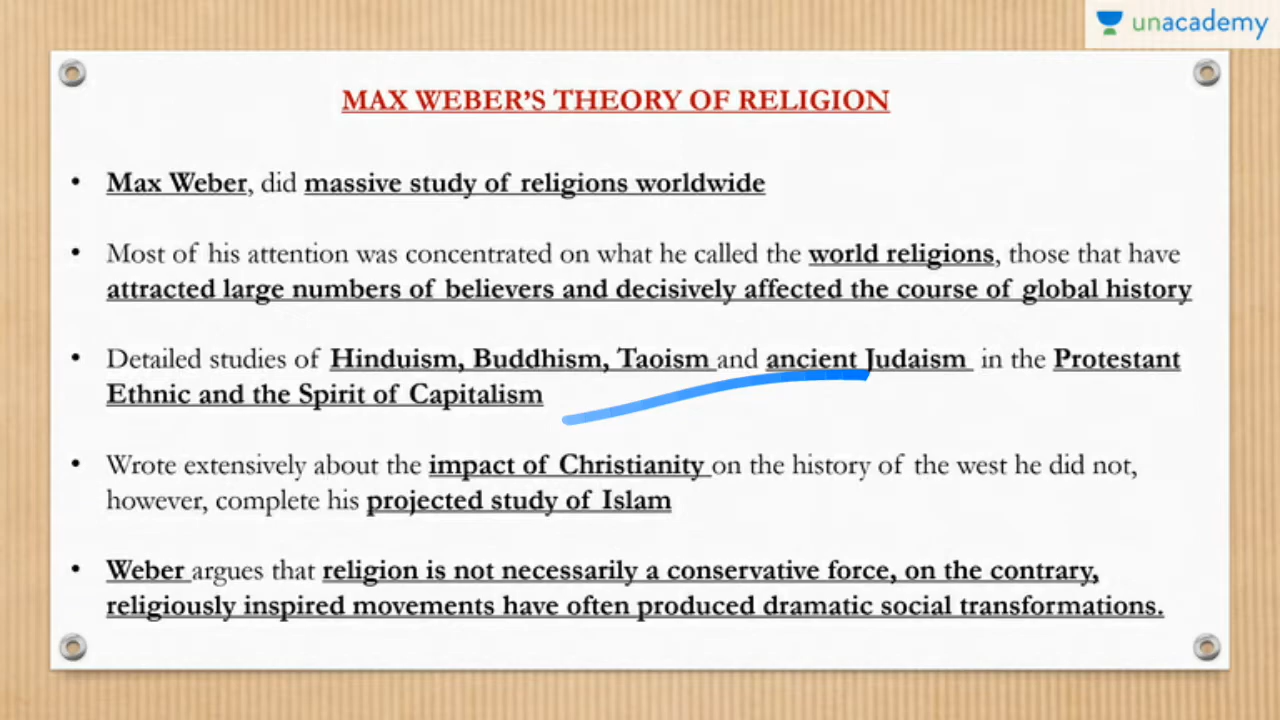 unacademy
MAX WEBER'S THEORY OF RELIGION
• Max Weber, did massive study of religions worldwide
• Most of his attention was concentrated on what he called the world religions, those that have
attracted large numbers of believers and decisively affected the course of global history
• Detailed studies of Hinduism, Buddhism, Taoism and ancient Judaism in the Protestant
Ethnic and the Spirit of Capitalism
• Wrote extensively about the impact of Christianity on the history of the west he did not,
however, complete his projected study of Islam
• Weber argues that religion is not necessarily a conservative force, on the contrary,
religiously inspired movements have often produced dramatic social transformations.